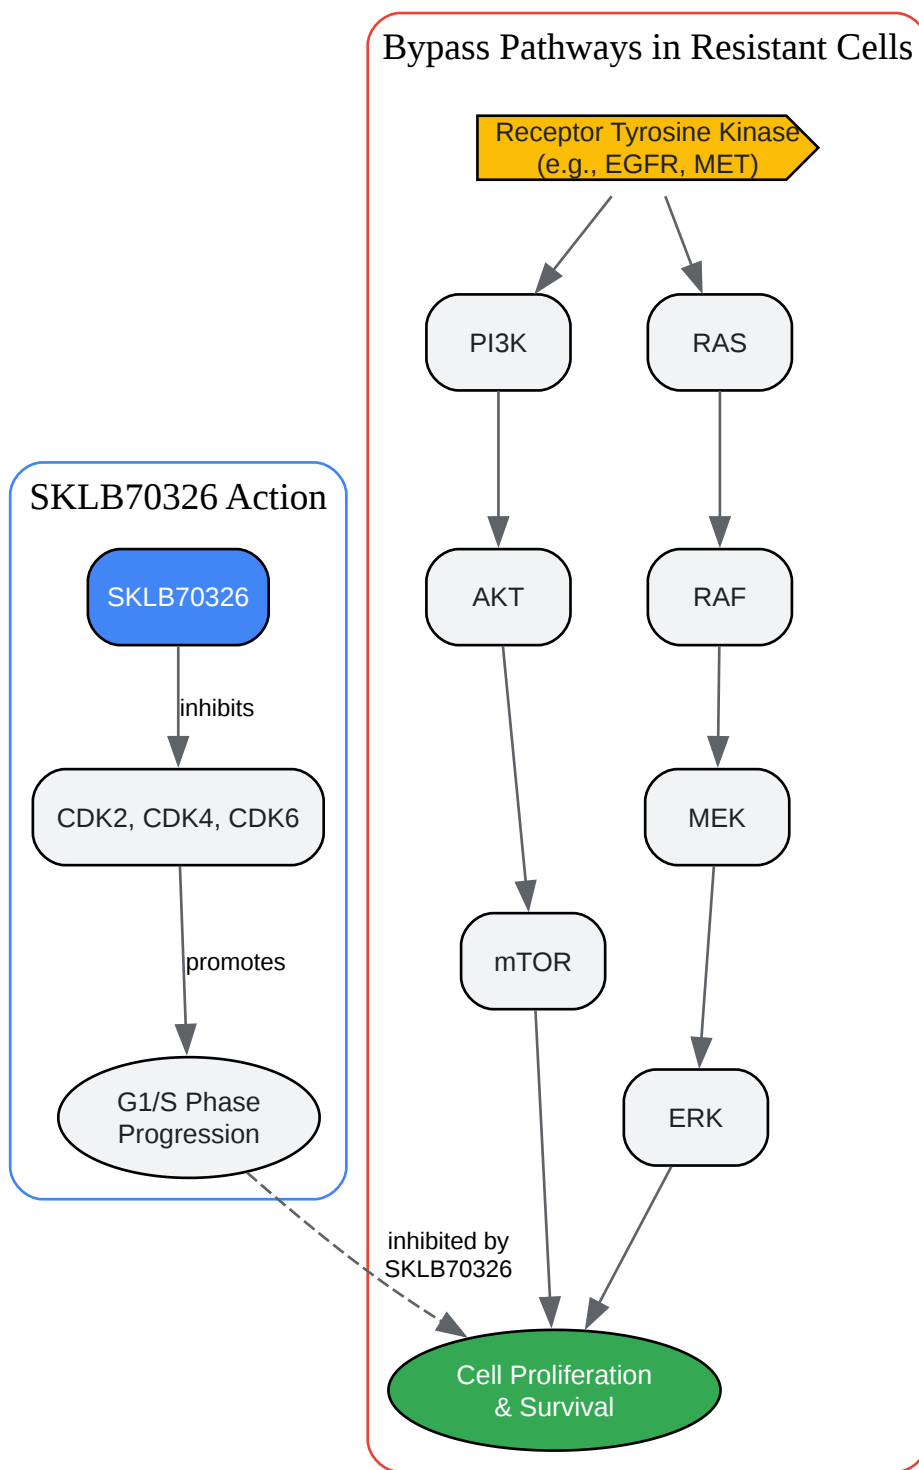 Bypass Pathways in Resistant Cells
Receptor Tyrosine Kinase
(e.g., EGFR, MET)
PI3K
RAS
SKLB70326 Action
SKLB70326
AKT
RAF
inhibits
CDK2, CDK4, CDK6
MEK
promotes
mTOR
G1/S Phase
Progression
ERK
inhibited by
SKLB70326
Cell Proliferation
& Survival